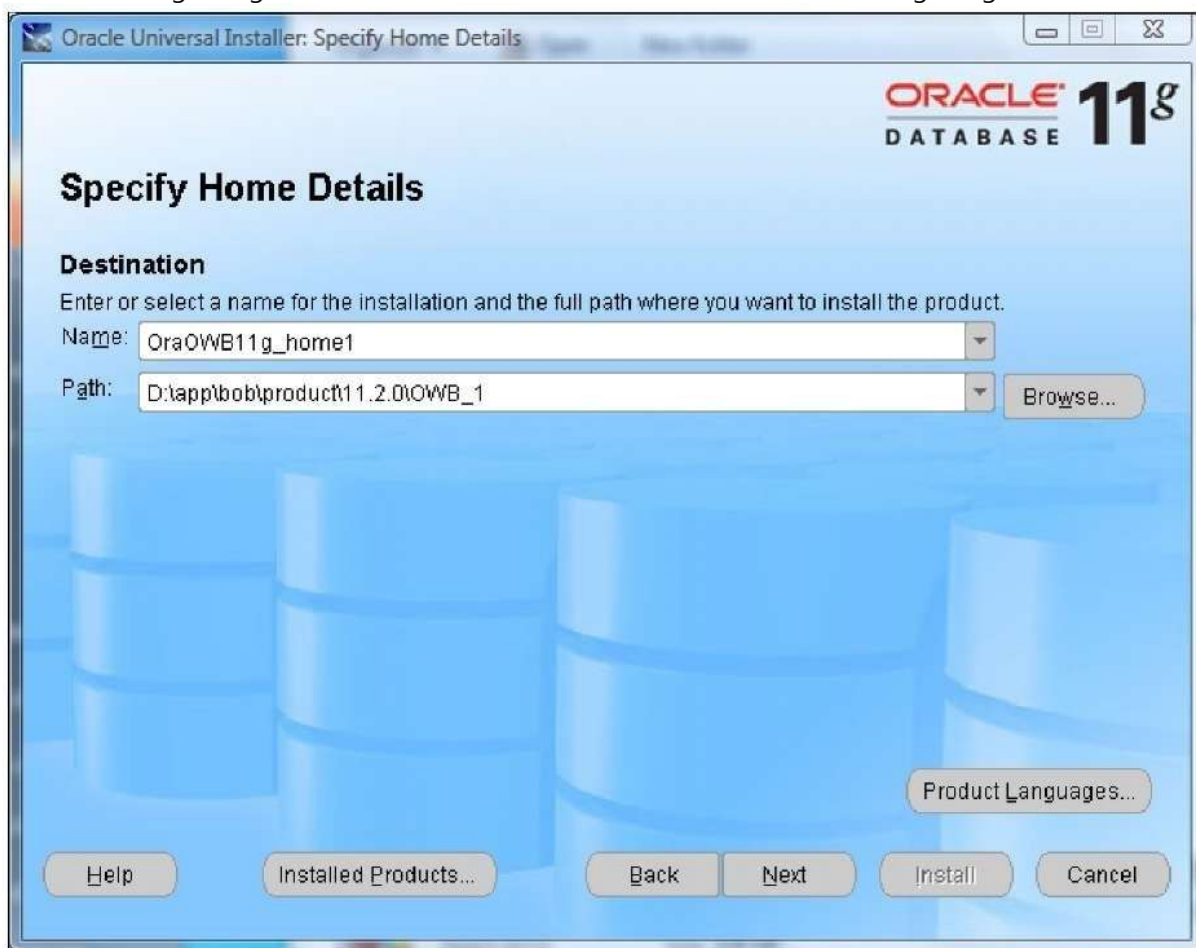 Oracle Universal Installer: Specify Home Details
ORACLE 11g
DATABASE
Specify Home Details
Destination
Enter or select a name for the installation and the full path where you want to install the product.
Name: OraOWB11g_home1
Path: D:\app\bob\product\11.2.0\OWB_1 Browse...
Product Languages...
Help Installed Products... Back Next Install Cancel